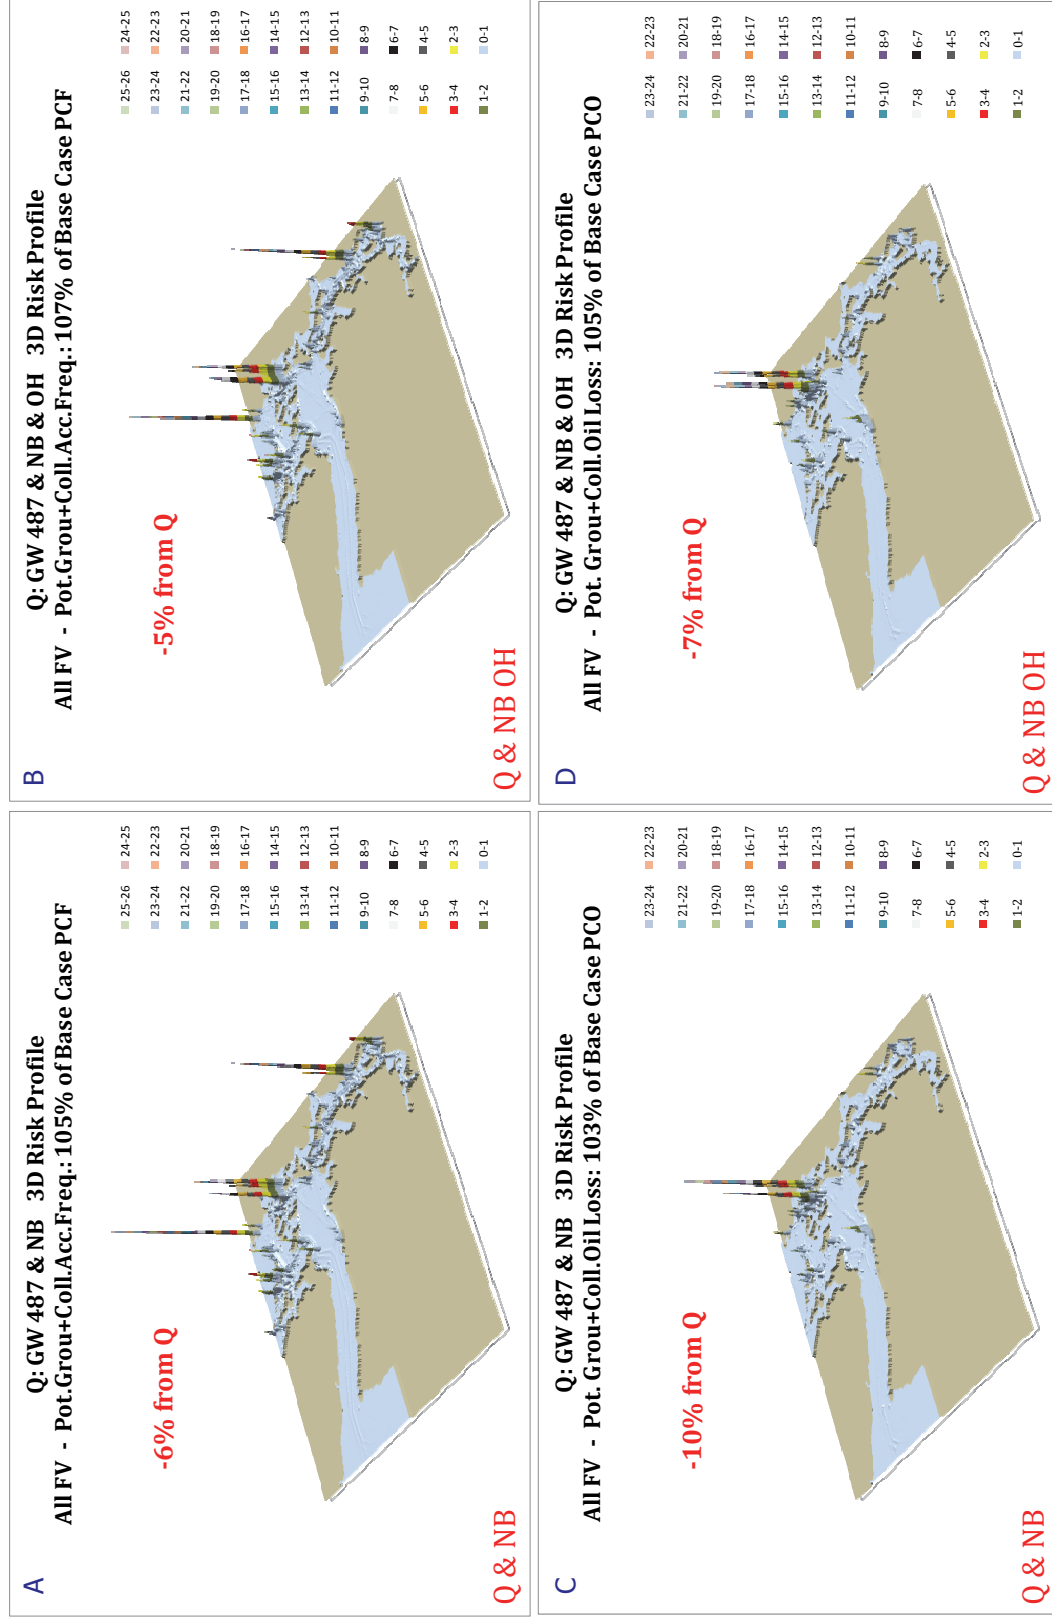 A
Q: GW 487 & NB 3D Risk Profile
All FV - Pot.Grou+Coll.Acc.Freq.: 105% of Base Case PCF
-6% from Q
Q & NB
25-26 24-25
23-24 22-23
21-22 20-21
19-20 18-19
17-18 16-17
15-16 14-15
13-14 12-13
11-12 10-11
9-10 8-9
7-8 6-7
5-6 4-5
3-4 2-3
1-2 0-1
B
Q: GW 487 & NB & OH 3D Risk Profile
All FV - Pot.Grou+Coll.Acc.Freq.: 107% of Base Case PCF
-5% from Q
Q & NB OH
25-26 24-25
23-24 22-23
21-22 20-21
19-20 18-19
17-18 16-17
15-16 14-15
13-14 12-13
11-12 10-11
9-10 8-9
7-8 6-7
5-6 4-5
3-4 2-3
1-2 0-1
C
Q: GW 487 & NB 3D Risk Profile
All FV - Pot. Grou+Coll.Oil Loss: 103% of Base Case PCO
-10% from Q
Q & NB
23-24 22-23
21-22 20-21
19-20 18-19
17-18 16-17
15-16 14-15
13-14 12-13
11-12 10-11
9-10 8-9
7-8 6-7
5-6 4-5
3-4 2-3
1-2 0-1
D
Q: GW 487 & NB & OH 3D Risk Profile
All FV - Pot. Grou+Coll.Oil Loss: 105% of Base Case PCO
-7% from Q
Q & NB OH
23-24 22-23
21-22 20-21
19-20 18-19
17-18 16-17
15-16 14-15
13-14 12-13
11-12 10-11
9-10 8-9
7-8 6-7
5-6 4-5
3-4 2-3
1-2 0-1